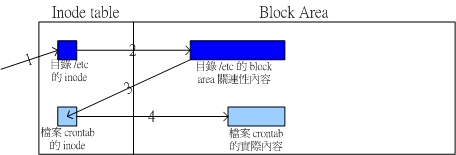 Inode table
Block Area
1
2
目錄 /etc
的 inode
目錄 /etc 的 block
area 關連性內容
3
4
檔案 crontab
的 inode
檔案 crontab
的實際內容